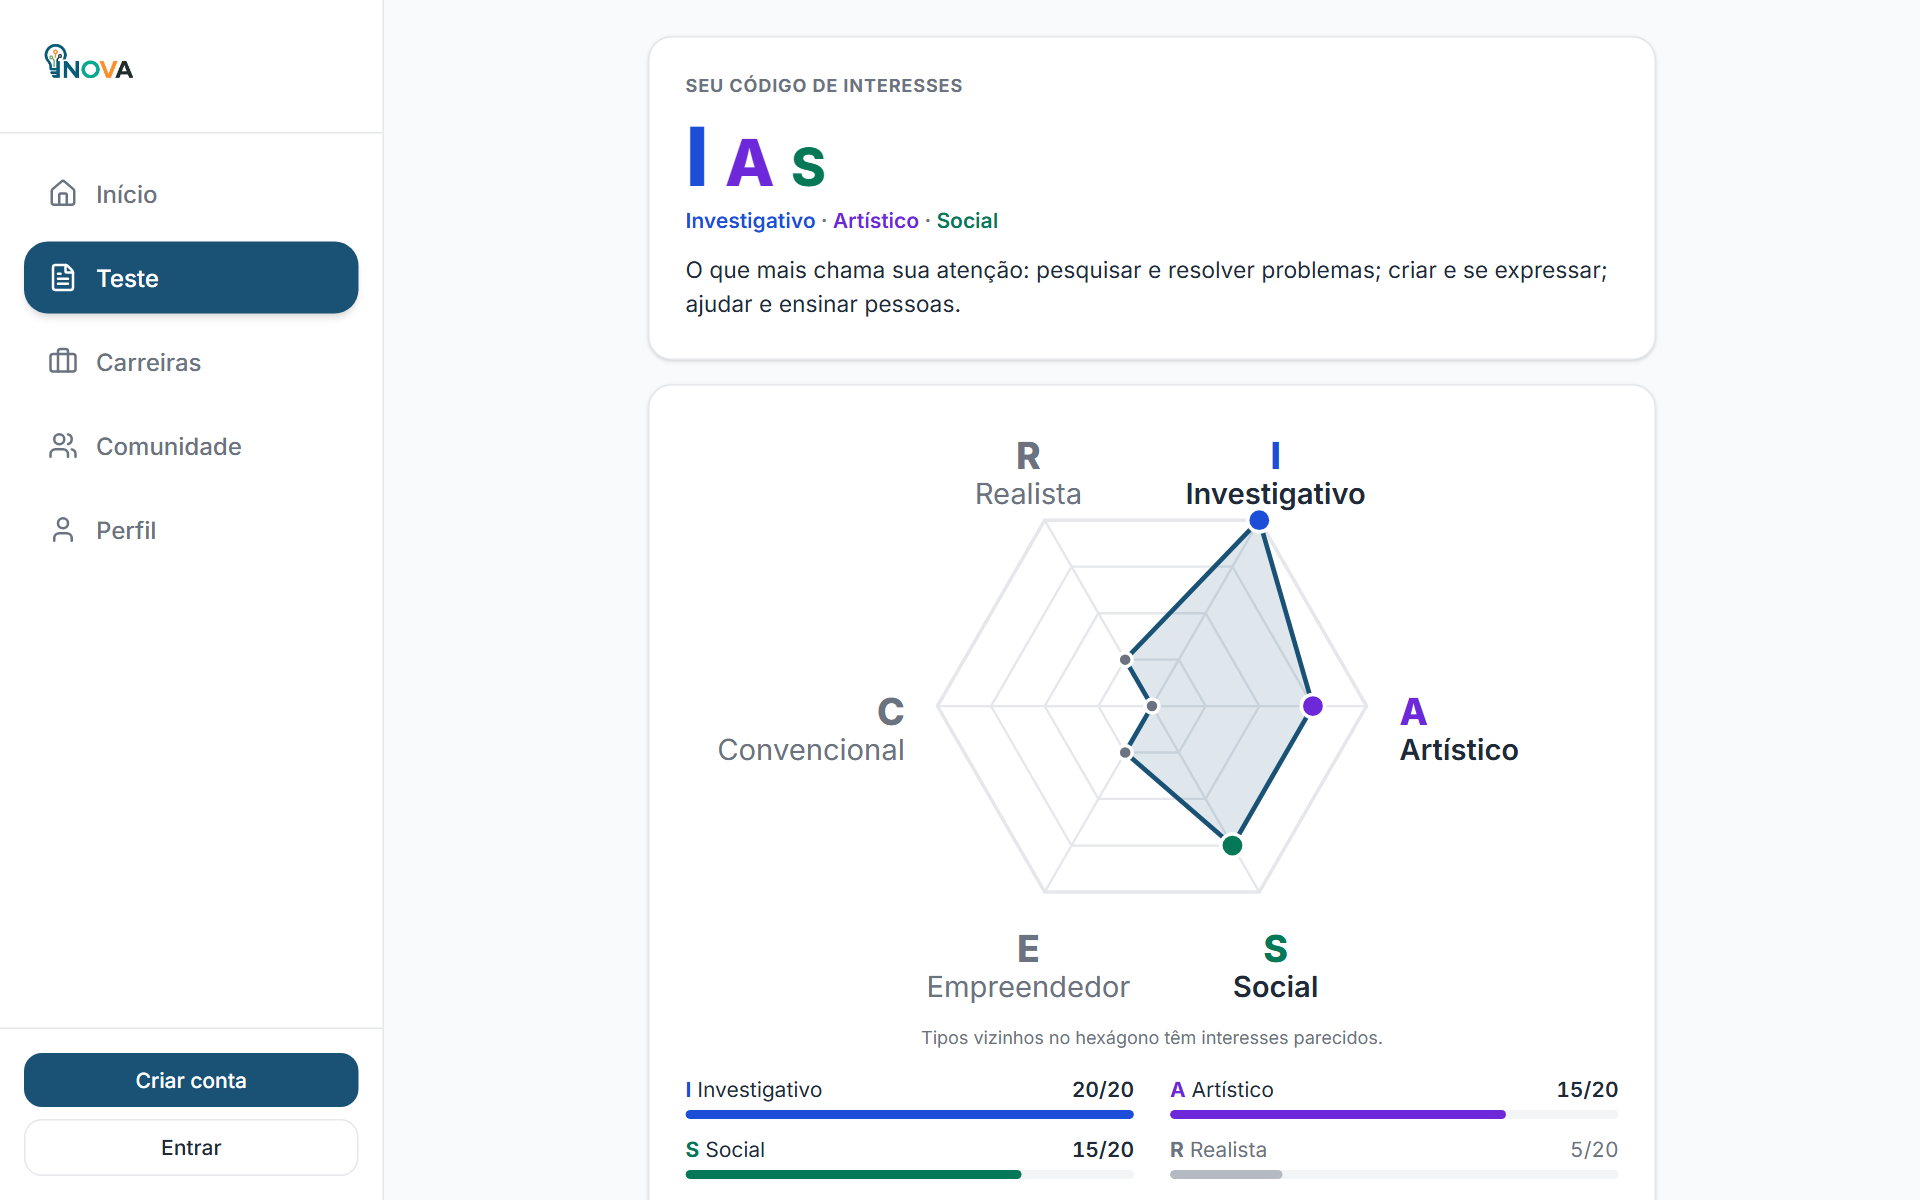 INOVA
Início
Teste
Carreiras
Comunidade
Perfil
Criar conta
Entrar
SEU CÓDIGO DE INTERESSES
I A S
Investigativo · Artístico · Social
O que mais chama sua atenção: pesquisar e resolver problemas; criar e se expressar;
ajudar e ensinar pessoas.
R
Realista
I
Investigativo
C
Convencional
A
Artístico
E
Empreendedor
S
Social
Tipos vizinhos no hexágono têm interesses parecidos.
I Investigativo 20/20
A Artístico 15/20
S Social 15/20
R Realista 5/20